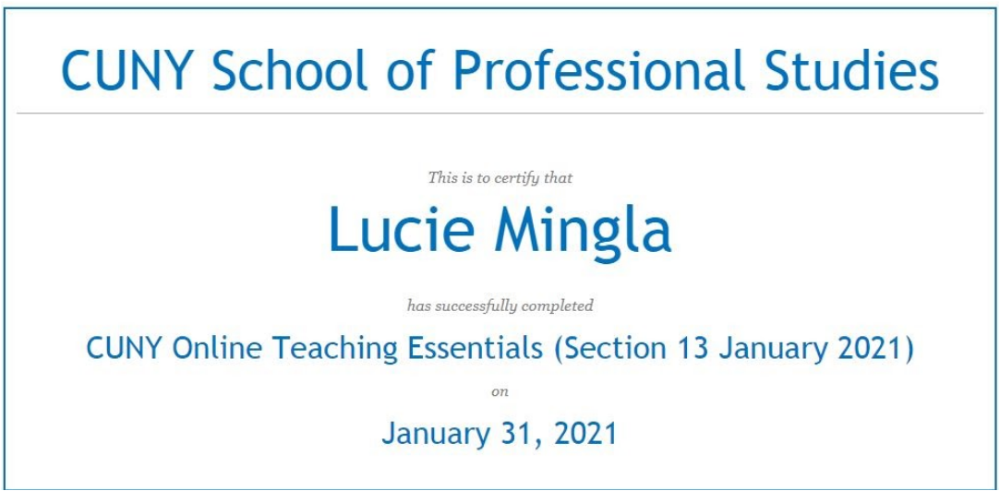 CUNY School of Professional Studies
This is to certify that
Lucie Mingla
has successfully completed
CUNY Online Teaching Essentials (Section 13 January 2021)
on
January 31, 2021